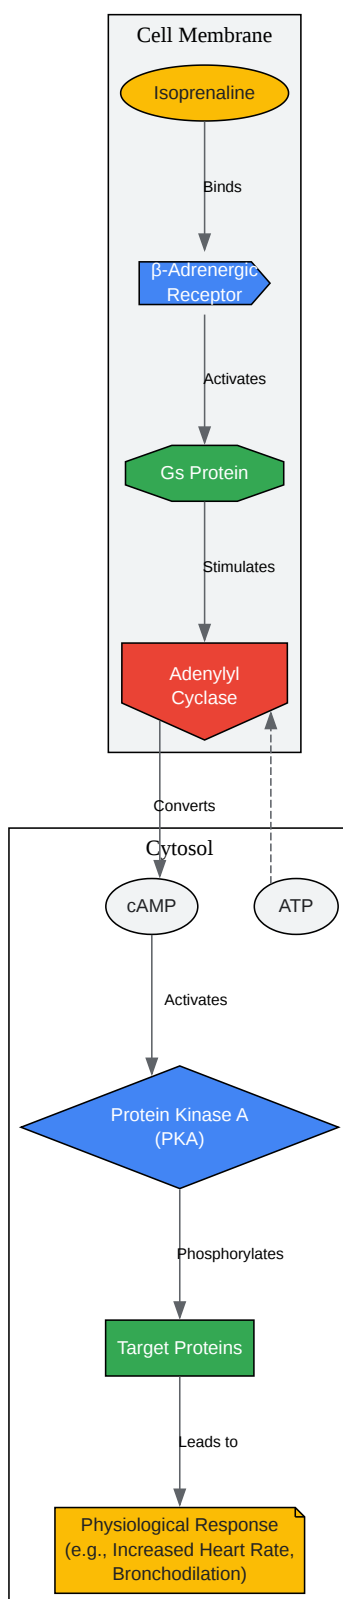 Cell Membrane
Isoprenaline
Binds
β-Adrenergic
Receptor
Activates
Gs Protein
Stimulates
Adenylyl
Cyclase
Converts
Cytosol
cAMP
ATP
Activates
Protein Kinase A
(PKA)
Phosphorylates
Target Proteins
Leads to
Physiological Response
(e.g., Increased Heart Rate,
Bronchodilation)